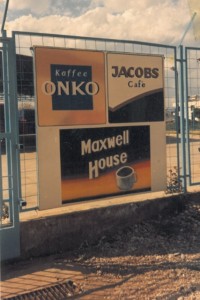 Kaffee
ONKO
JACOBS
Café
Maxwell
House